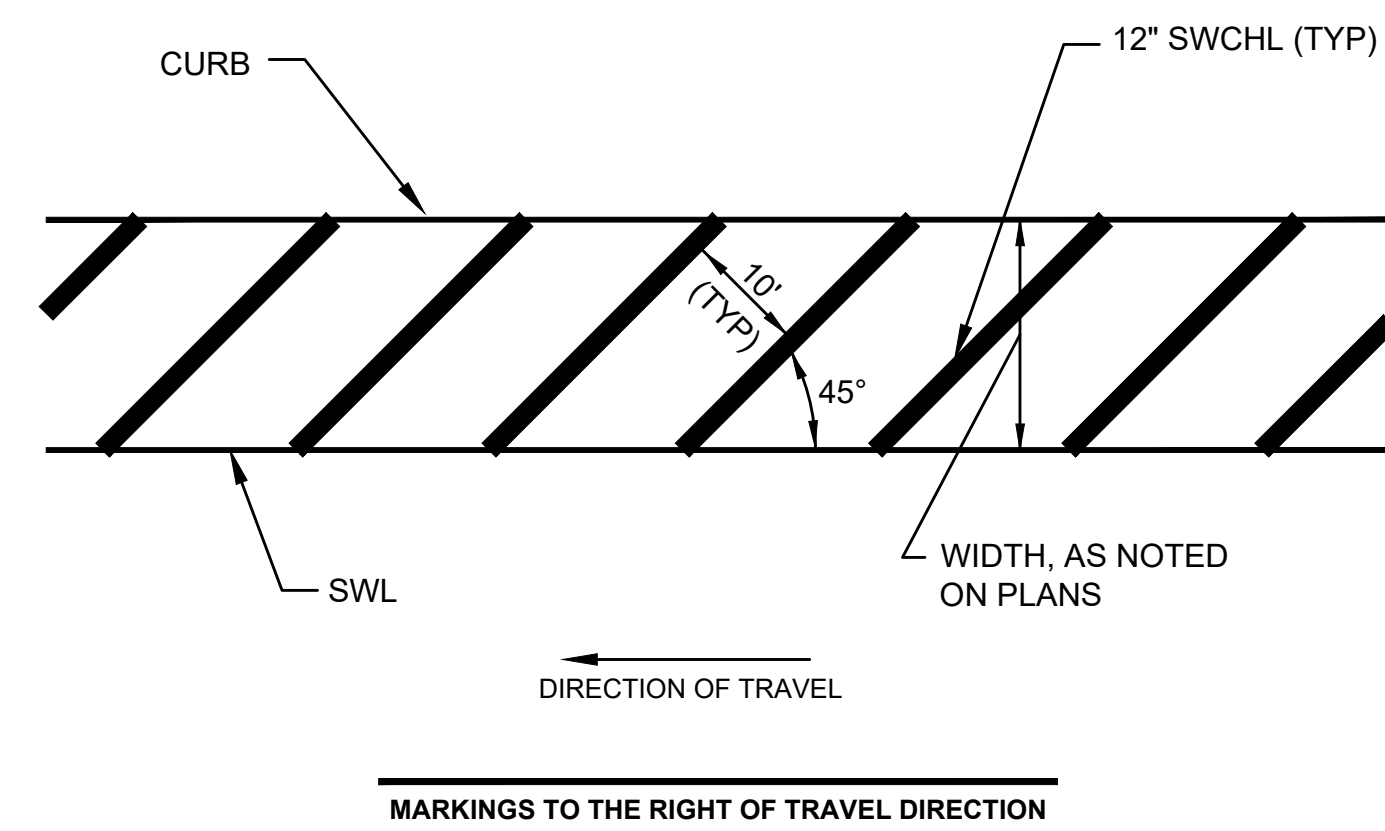 12" SWCHL (TYP)
CURB
10'
(TYP)
45°
WIDTH, AS NOTED
ON PLANS
SWL
DIRECTION OF TRAVEL
MARKINGS TO THE RIGHT OF TRAVEL DIRECTION